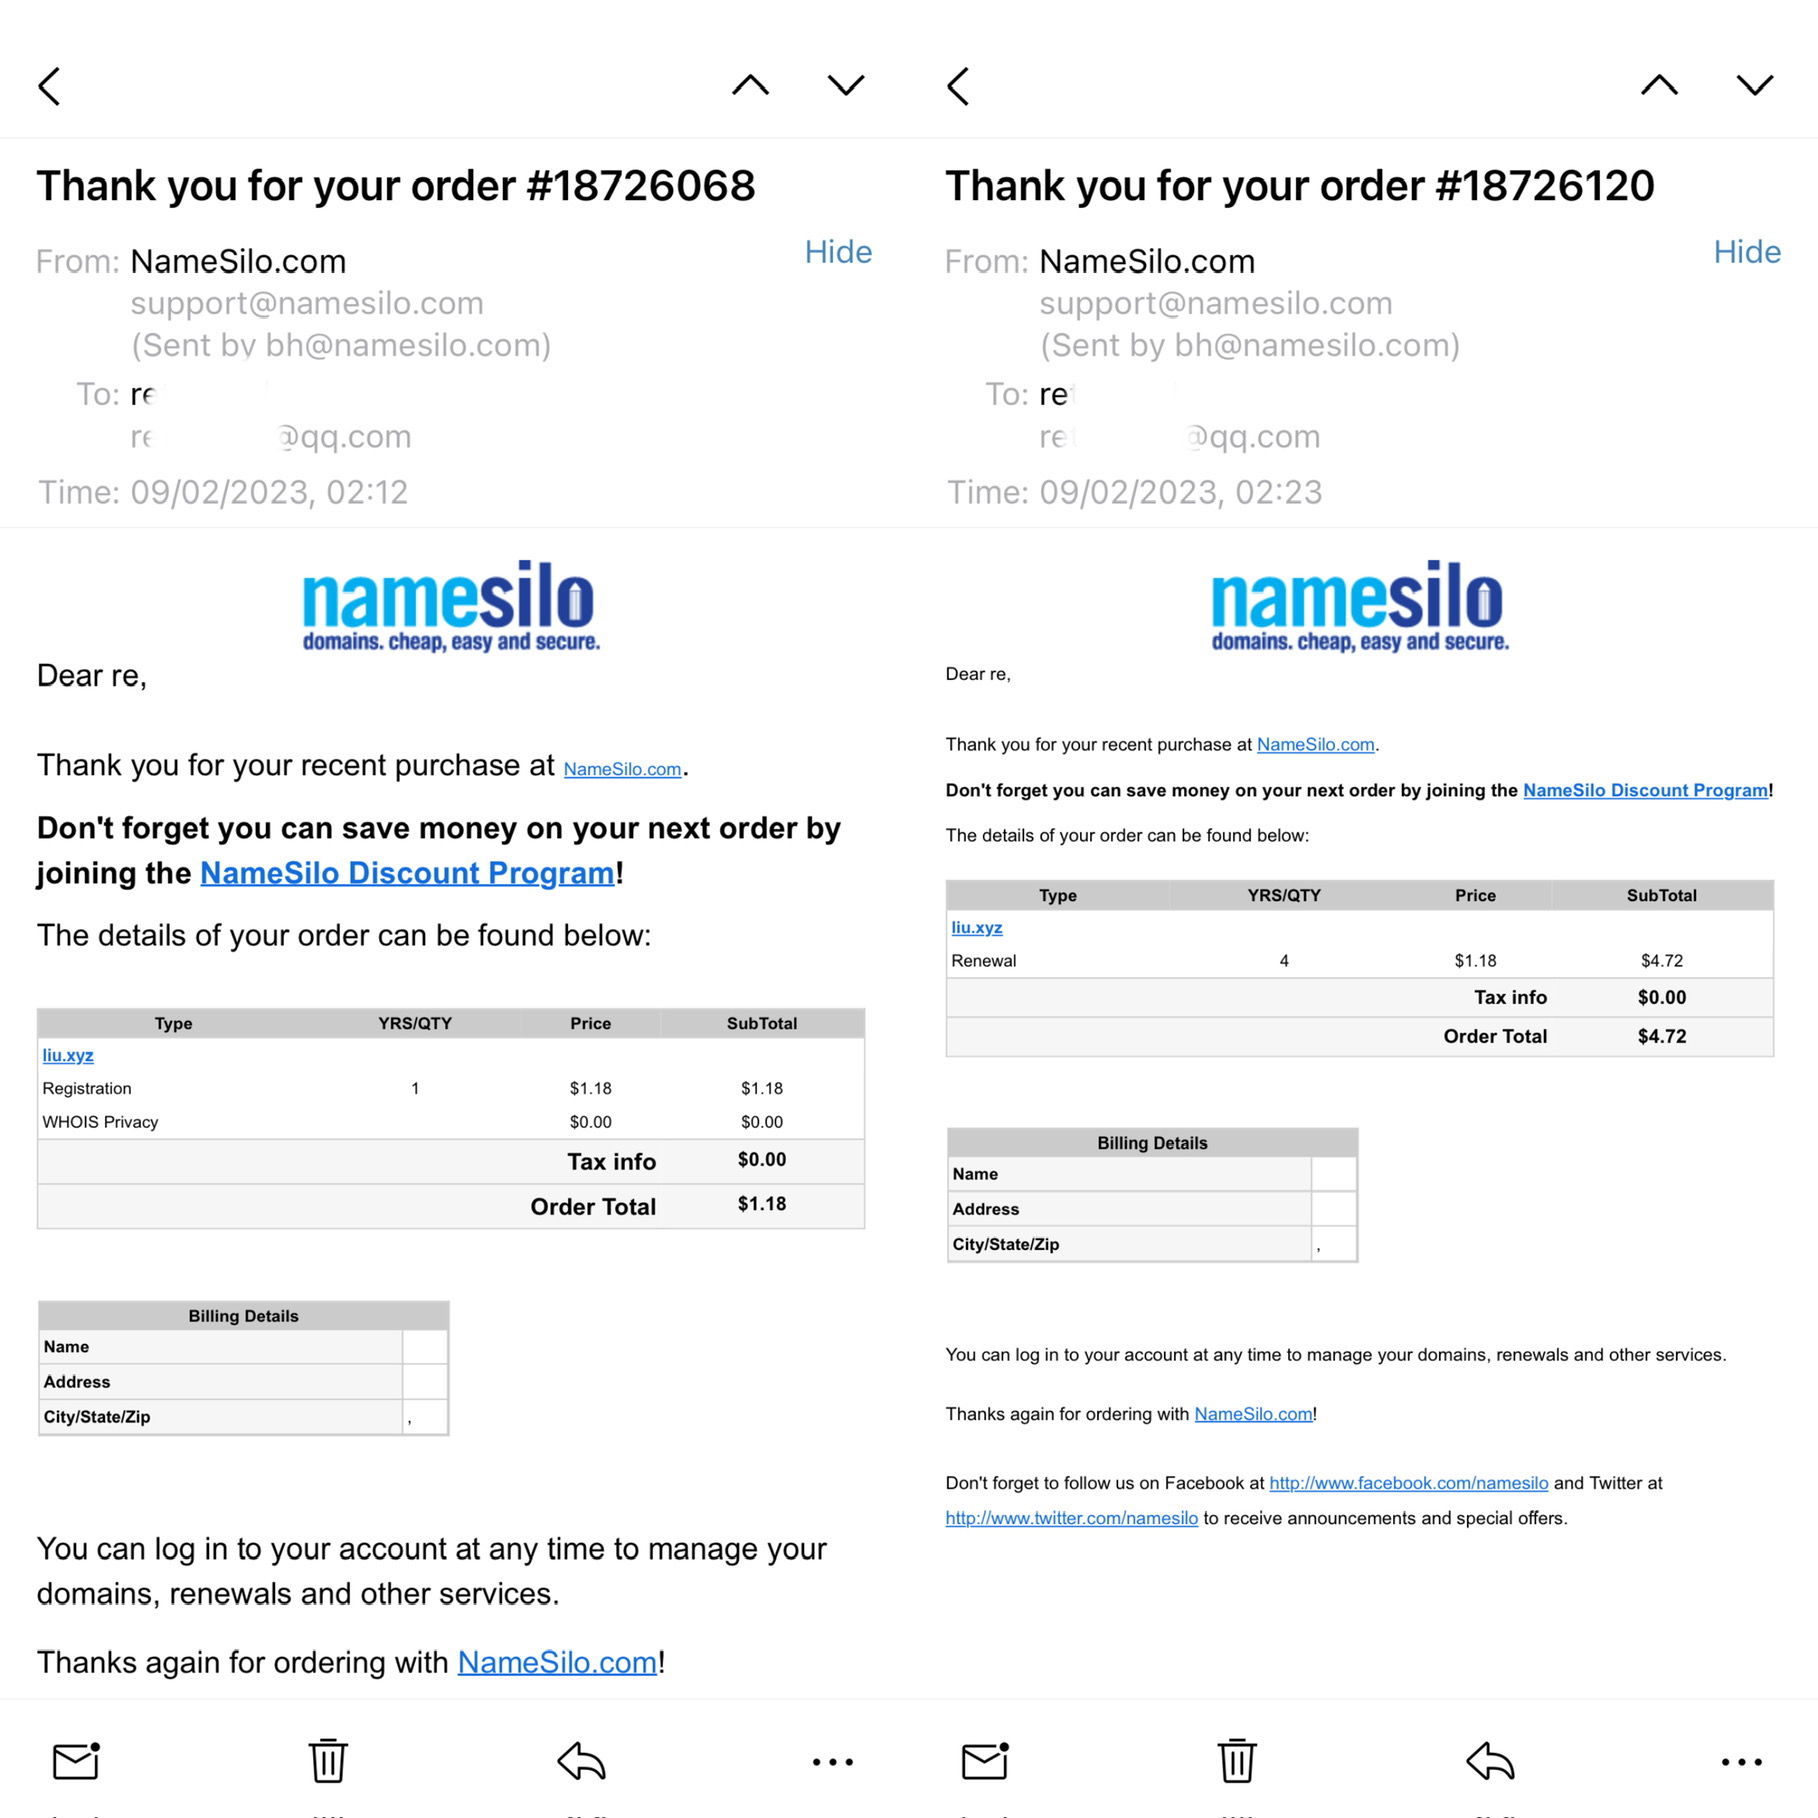 Thank you for your order #18726068
From: NameSilo.com
Hide
support@namesilo.com
(Sent by bh@namesilo.com)
To: re
re @qq.com
Time: 09/02/2023, 02:12
namesilo
domains. cheap, easy and secure.
Dear re,
Thank you for your recent purchase at NameSilo.com.
Don't forget you can save money on your next order by
joining the NameSilo Discount Program!
The details of your order can be found below:
Type YRS/QTY Price SubTotal
liu.xyz
Registration 1 $1.18 $1.18
WHOIS Privacy $0.00 $0.00
Tax info $0.00
Order Total $1.18
Billing Details
Name
Address
City/State/Zip ,
You can log in to your account at any time to manage your
domains, renewals and other services.
Thanks again for ordering with NameSilo.com!
Thank you for your order #18726120
From: NameSilo.com
Hide
support@namesilo.com
(Sent by bh@namesilo.com)
To: ret
ret @qq.com
Time: 09/02/2023, 02:23
namesilo
domains. cheap, easy and secure.
Dear re,
Thank you for your recent purchase at NameSilo.com.
Don't forget you can save money on your next order by joining the NameSilo Discount Program!
The details of your order can be found below:
Type YRS/QTY Price SubTotal
liu.xyz
Renewal 4 $1.18 $4.72
Tax info $0.00
Order Total $4.72
Billing Details
Name
Address
City/State/Zip ,
You can log in to your account at any time to manage your domains, renewals and other services.
Thanks again for ordering with NameSilo.com!
Don't forget to follow us on Facebook at http://www.facebook.com/namesilo and Twitter at
http://www.twitter.com/namesilo to receive announcements and special offers.